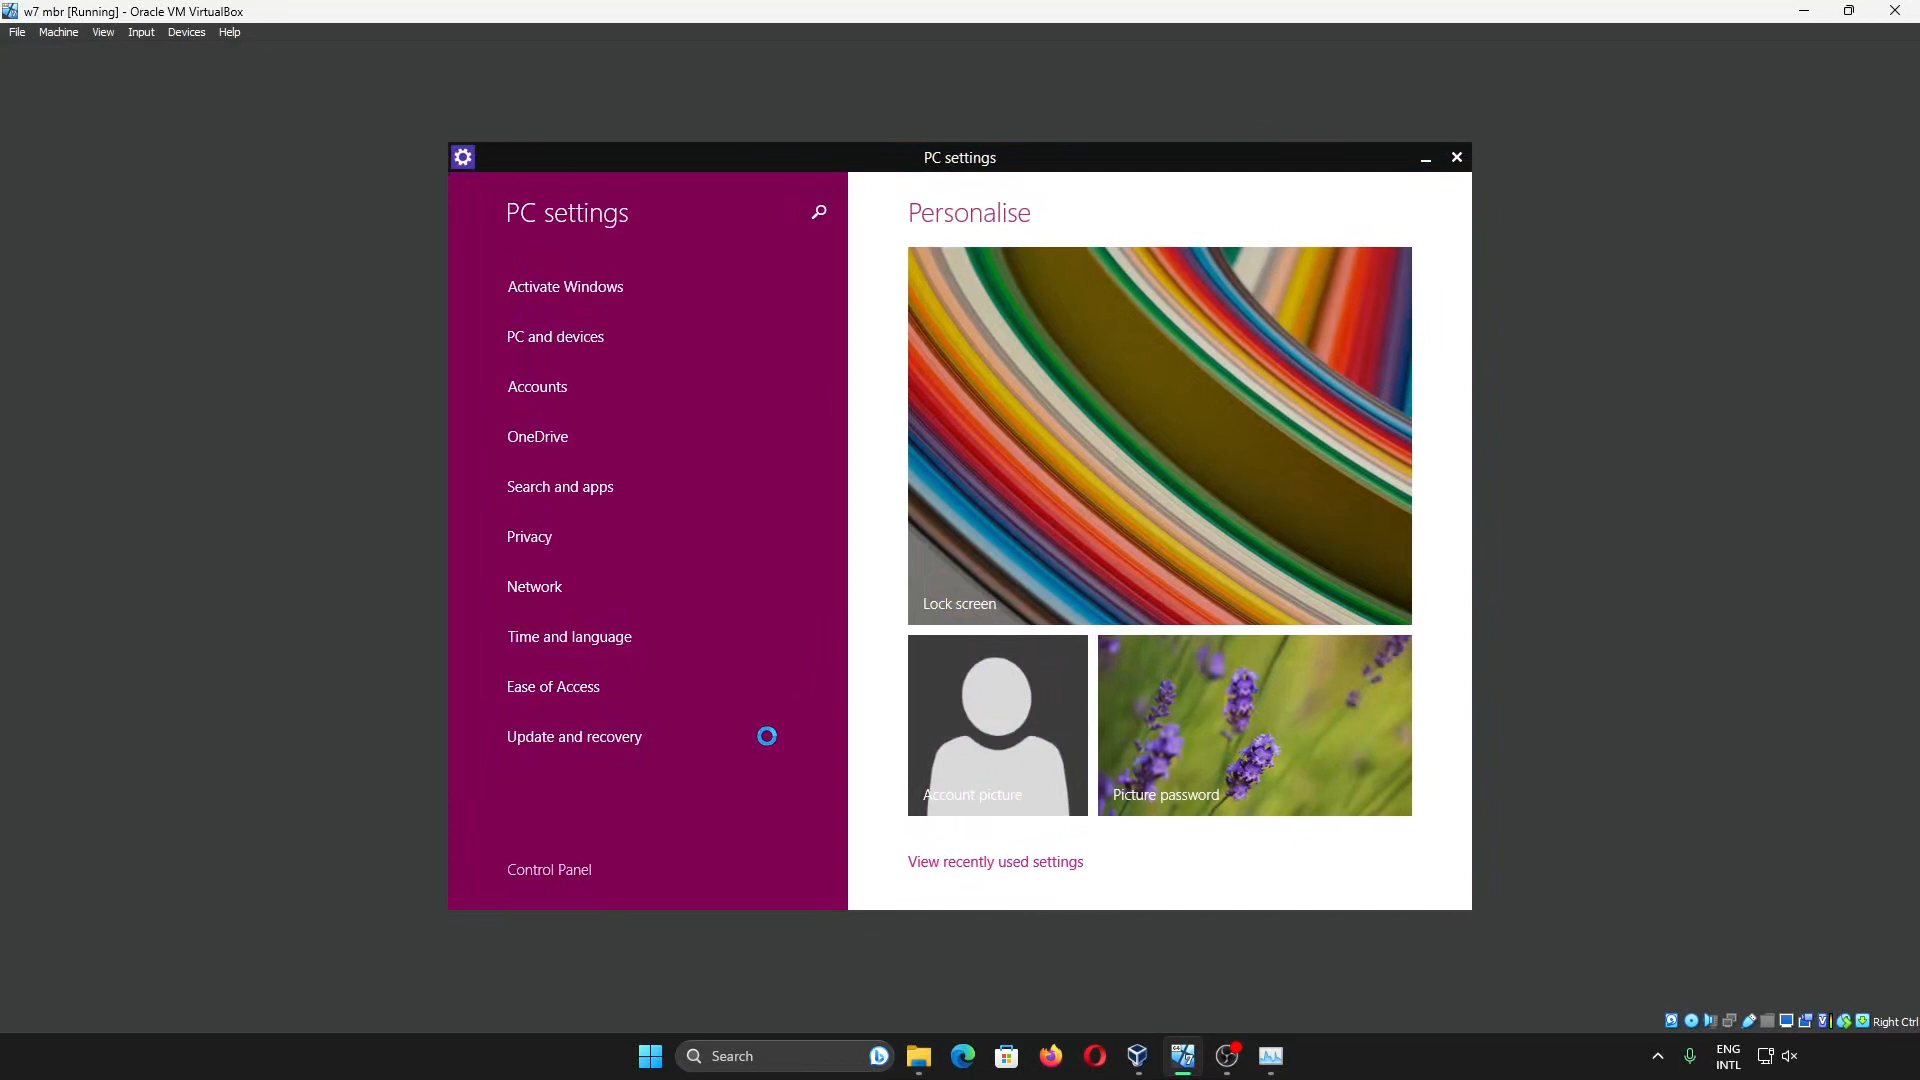 w7 mbr [Running] - Oracle VM VirtualBox
File Machine View Input Devices Help
PC settings
PC settings
Activate Windows
PC and devices
Accounts
OneDrive
Search and apps
Privacy
Network
Time and language
Ease of Access
Update and recovery
Control Panel
Personalise
Lock screen
Account picture
Picture password
View recently used settings
Right Ctrl
Search
ENG
INTL